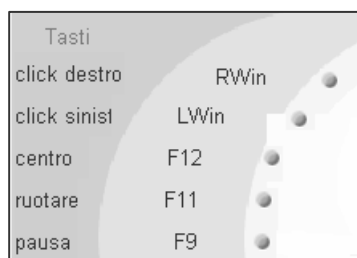 Tasti
click destro RWin
click sinist LWin
centro F12
ruotare F11
pausa F9